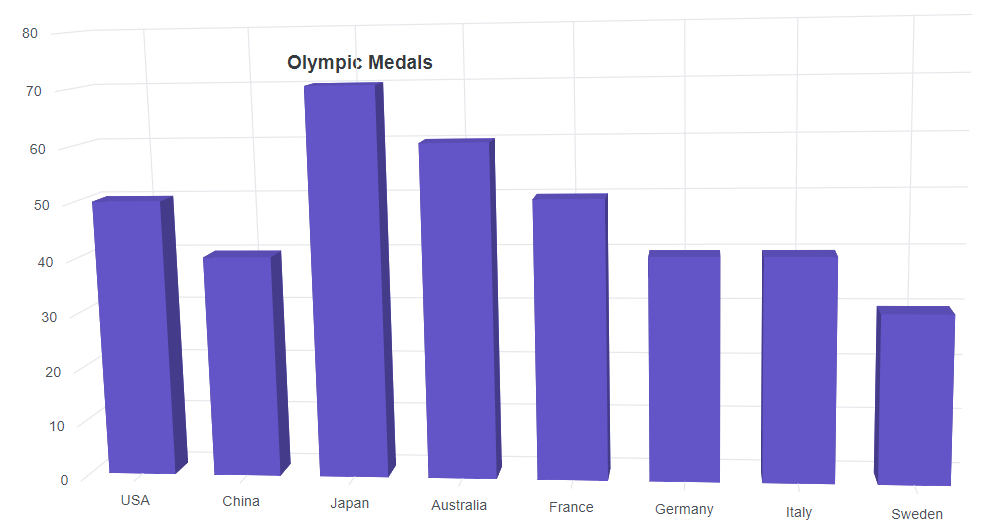 Olympic Medals
80
70
60
50
40
30
20
10
0
USA
China
Japan
Australia
France
Germany
Italy
Sweden